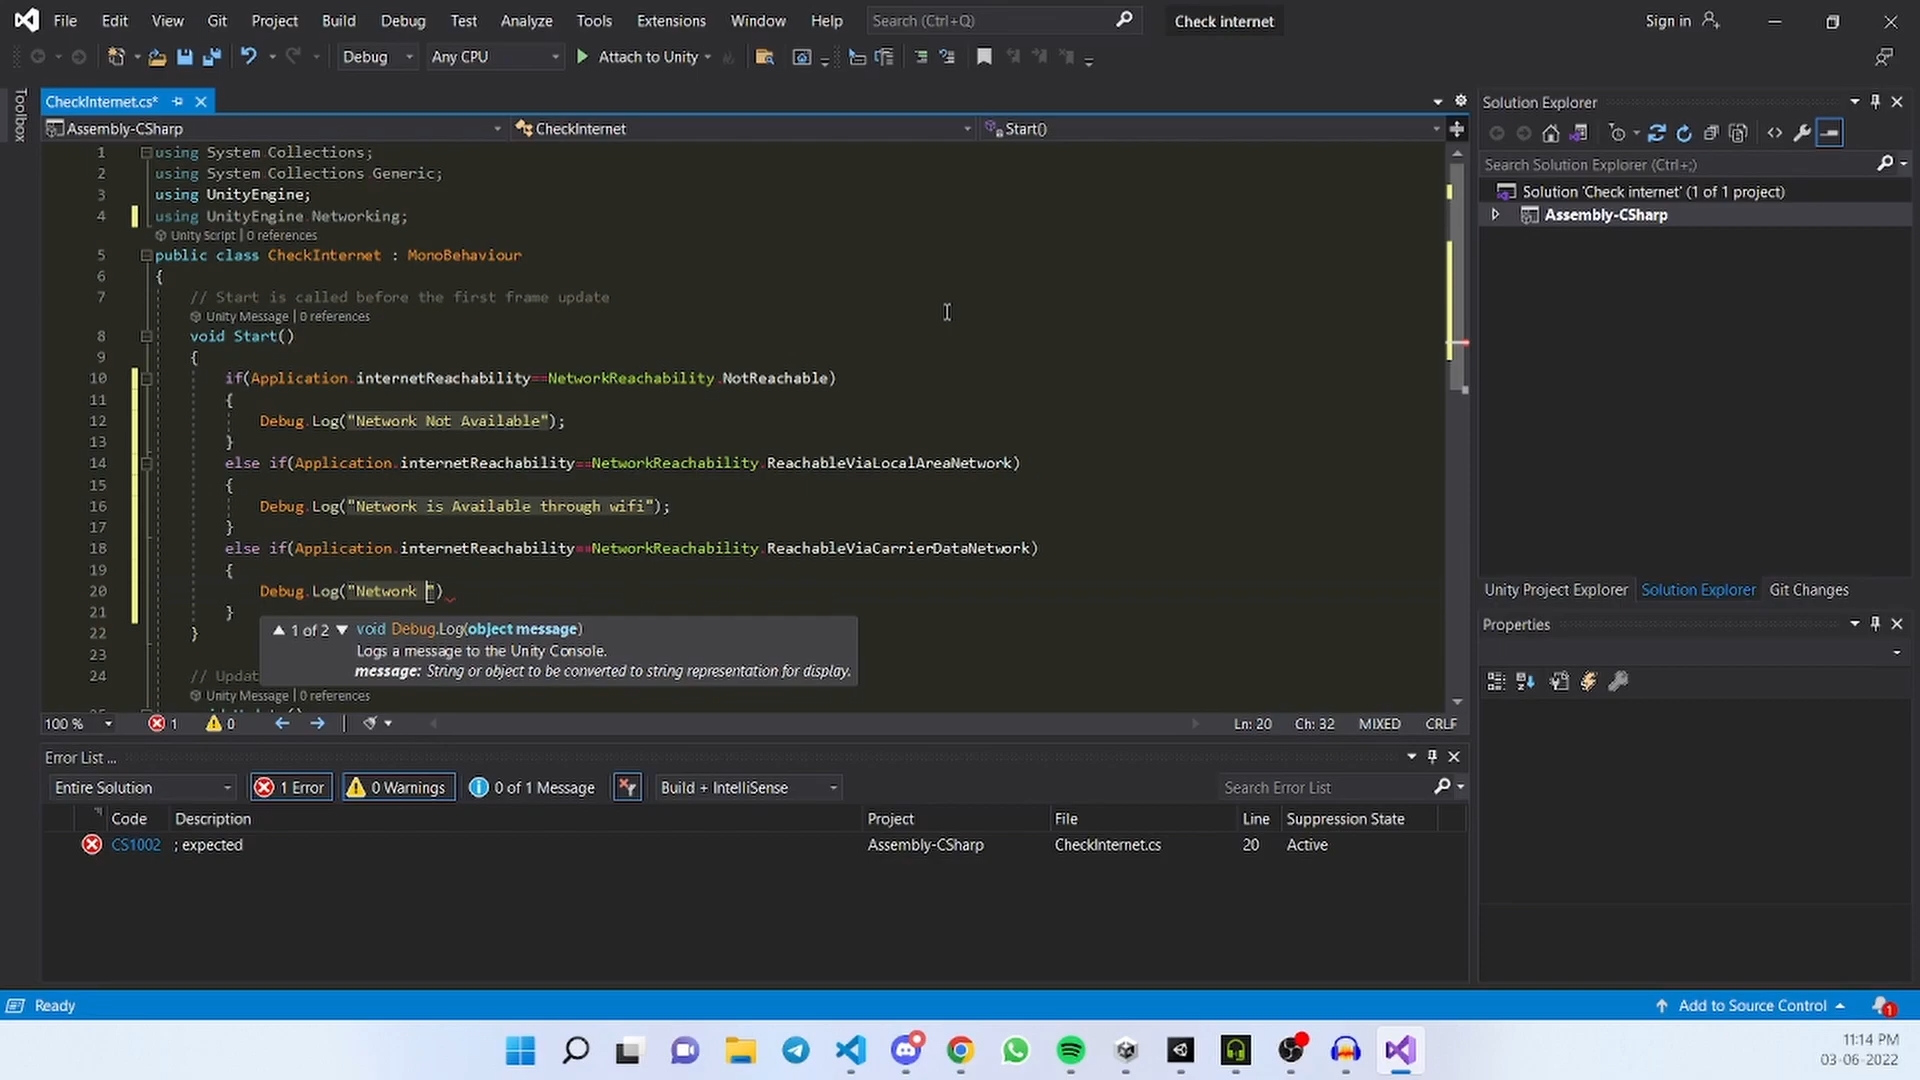 File Edit View Git Project Build Debug Test Analyze Tools Extensions Window Help Search (Ctrl+Q) Check internet Sign in
Debug Any CPU Attach to Unity
Toolbox
CheckInternet.cs*
Assembly-CSharp CheckInternet Start()
1 using System.Collections;
2 using System.Collections.Generic;
3 using UnityEngine;
4 using UnityEngine.Networking;
Unity Script | 0 references
5 public class CheckInternet : MonoBehaviour
6 {
7 // Start is called before the first frame update
Unity Message | 0 references
8 void Start()
9 {
10 if(Application.internetReachability==NetworkReachability.NotReachable)
11 {
12 Debug.Log("Network Not Available");
13 }
14 else if(Application.internetReachability==NetworkReachability.ReachableViaLocalAreaNetwork)
15 {
16 Debug.Log("Network is Available through wifi");
17 }
18 else if(Application.internetReachability==NetworkReachability.ReachableViaCarrierDataNetwork)
19 {
20 Debug.Log("Network ")
21 }
22 }
23
24 // Updat
Unity Message | 0 references
1 of 2 void Debug.Log(object message)
Logs a message to the Unity Console.
message: String or object to be converted to string representation for display.
100 % 1 0 Ln: 20 Ch: 32 MIXED CRLF
Error List ...
Entire Solution 1 Error 0 Warnings 0 of 1 Message Build + IntelliSense Search Error List
Code Description Project File Line Suppression State
CS1002 ; expected Assembly-CSharp CheckInternet.cs 20 Active
Solution Explorer
Search Solution Explorer (Ctrl+;)
Solution 'Check internet' (1 of 1 project)
Assembly-CSharp
Unity Project Explorer Solution Explorer Git Changes
Properties
Ready Add to Source Control 1
11:14 PM
03-06-2022